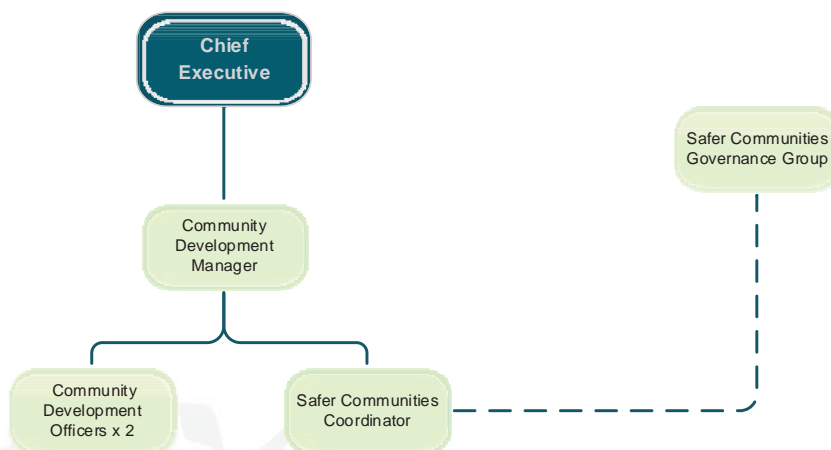 Chief
Executive
Safer Communities
Governance Group
Community
Development
Manager
Community
Development
Officers x 2
Safer Communities
Coordinator